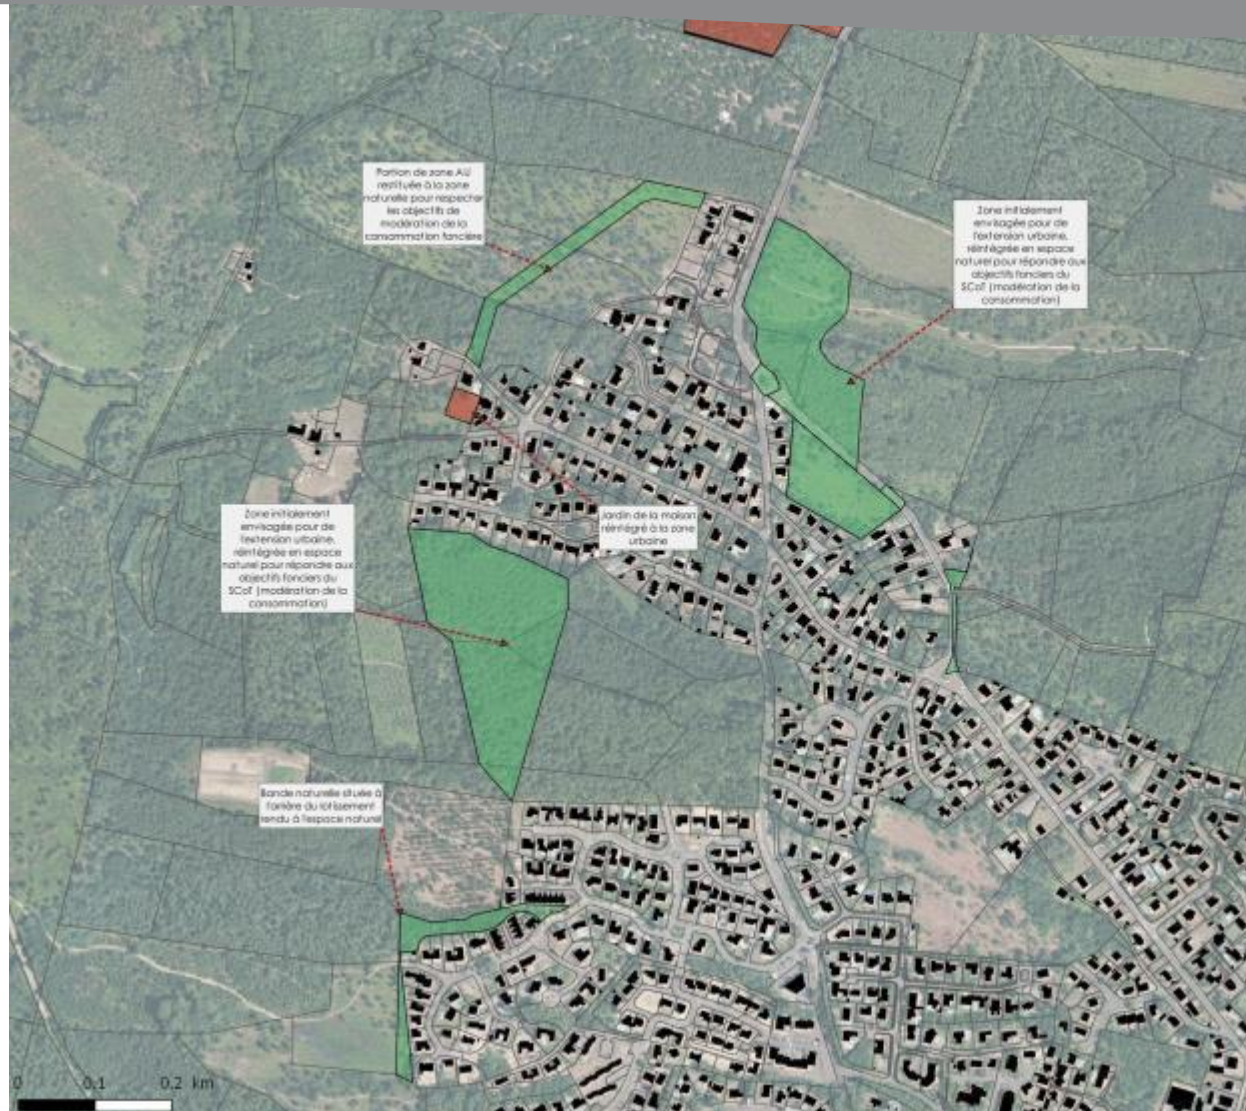 Portion de zone AU
restituée à la zone
naturelle pour respecter
les objectifs de
modération de la
consommation foncière
Zone initialement
envisagée pour de
l'extension urbaine,
réintégrée en espace
naturel pour répondre aux
objectifs fonciers du
SCoT (modération de la
consommation)
Zone initialement
envisagée pour de
l'extension urbaine,
réintégrée en espace
naturel pour répondre aux
objectifs fonciers du
SCoT (modération de la
consommation)
Jardin de la maison
réintégré à la zone
urbaine
Bande naturelle située à
l'arrière du lotissement
rendu à l'espace naturel
0 0.1 0.2 km